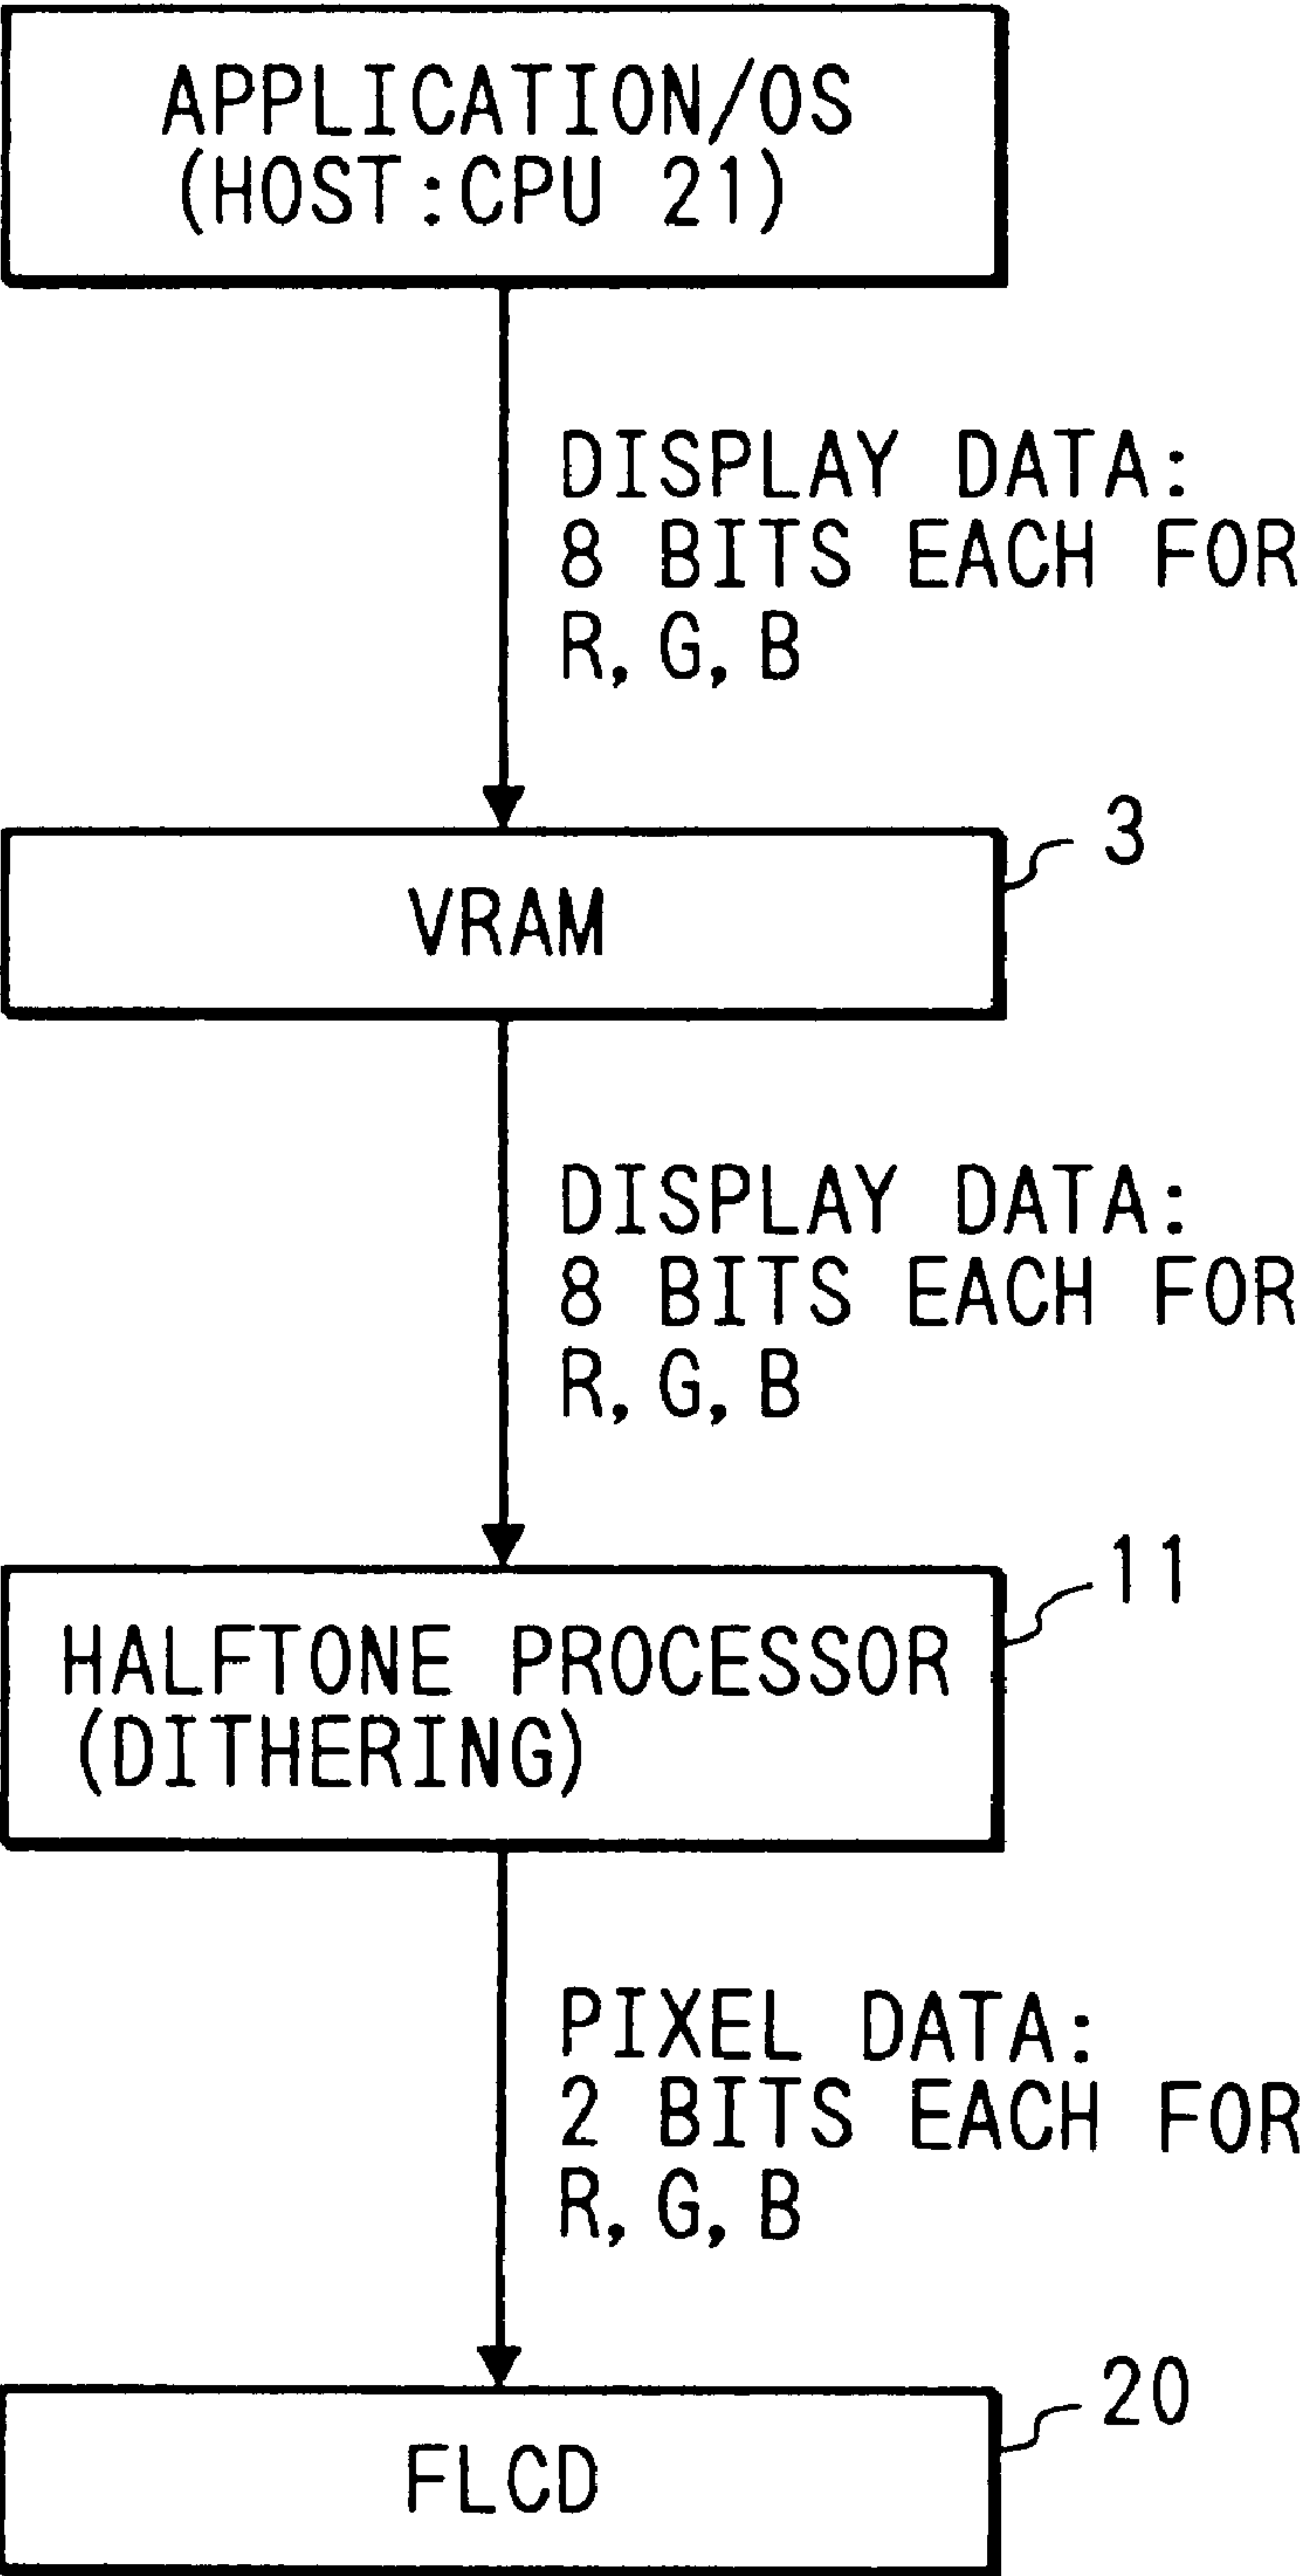 APPLICATION/OS
(HOST:CPU 21)
DISPLAY DATA:
8 BITS EACH FOR
R, G, B
3
VRAM
DISPLAY DATA:
8 BITS EACH FOR
R, G, B
11
HALFTONE PROCESSOR
(DITHERING)
PIXEL DATA:
2 BITS EACH FOR
R, G, B
20
FLCD